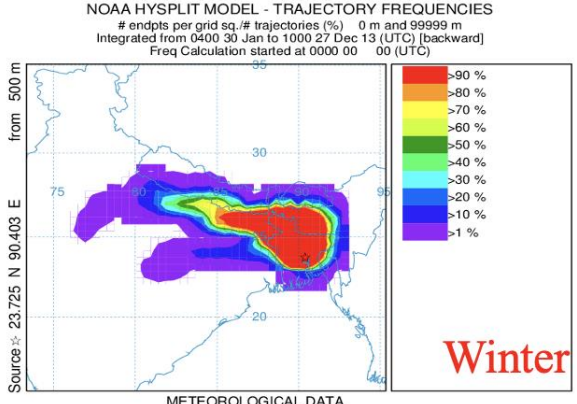 NOAA HYSPLIT MODEL - TRAJECTORY FREQUENCIES
# endpts per grid sq./# trajectories (%)    0 m and 99999 m
Integrated from 0400 30 Jan to 1000 27 Dec 13 (UTC) [backward]
Freq Calculation started at 0000 00    00 (UTC)
Source ☆ 23.725 N 90.403 E    from 500 m
35
30
75
80
85
90
95
20
>90 %
>80 %
>70 %
>60 %
>50 %
>40 %
>30 %
>20 %
>10 %
>1 %
Winter
METEOROLOGICAL DATA